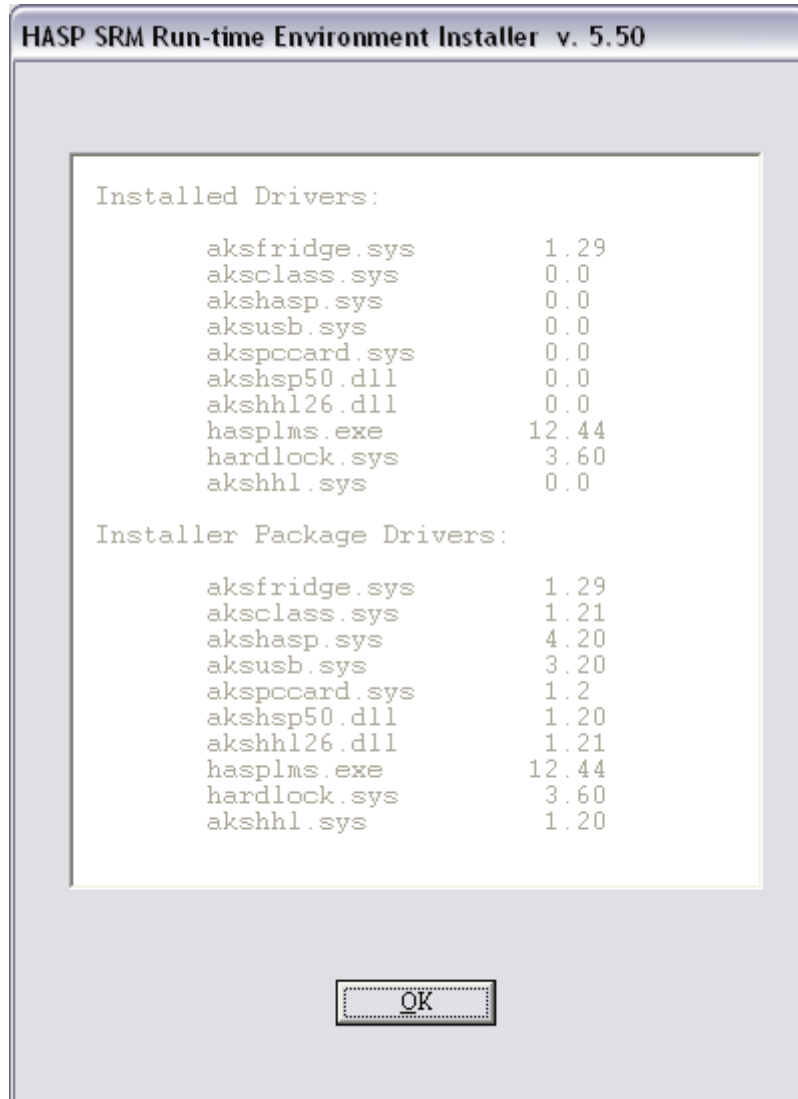 HASP SRM Run-time Environment Installer v. 5.50
Installed Drivers:
aksfridge.sys 1.29
aksclass.sys 0.0
akshasp.sys 0.0
aksusb.sys 0.0
akspccard.sys 0.0
akshsp50.dll 0.0
akshhl26.dll 0.0
hasplms.exe 12.44
hardlock.sys 3.60
akshhl.sys 0.0
Installer Package Drivers:
aksfridge.sys 1.29
aksclass.sys 1.21
akshasp.sys 4.20
aksusb.sys 3.20
akspccard.sys 1.2
akshsp50.dll 1.20
akshhl26.dll 1.21
hasplms.exe 12.44
hardlock.sys 3.60
akshhl.sys 1.20
OK